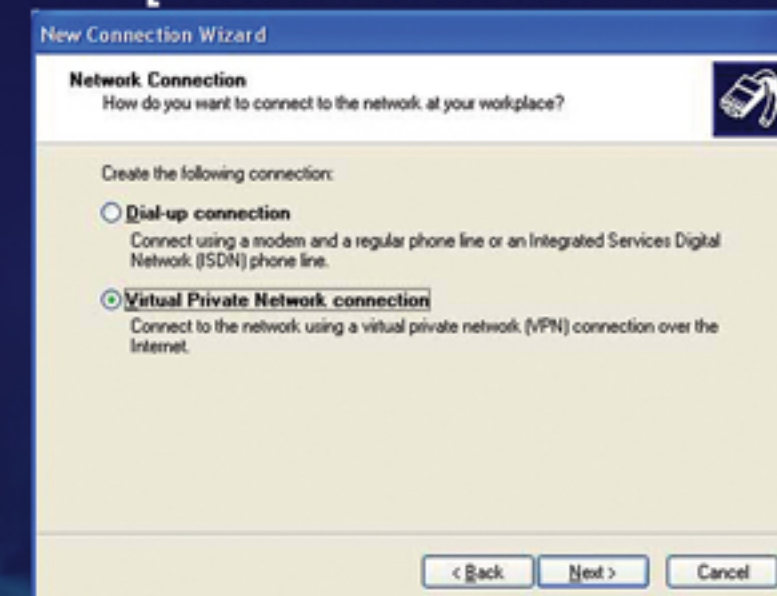 New Connection Wizard
Network Connection
How do you want to connect to the network at your workplace?
Create the following connection:
Dial-up connection
Connect using a modem and a regular phone line or an Integrated Services Digital
Network (ISDN) phone line.
Virtual Private Network connection
Connect to the network using a virtual private network (VPN) connection over the
Internet.
< Back
Next >
Cancel